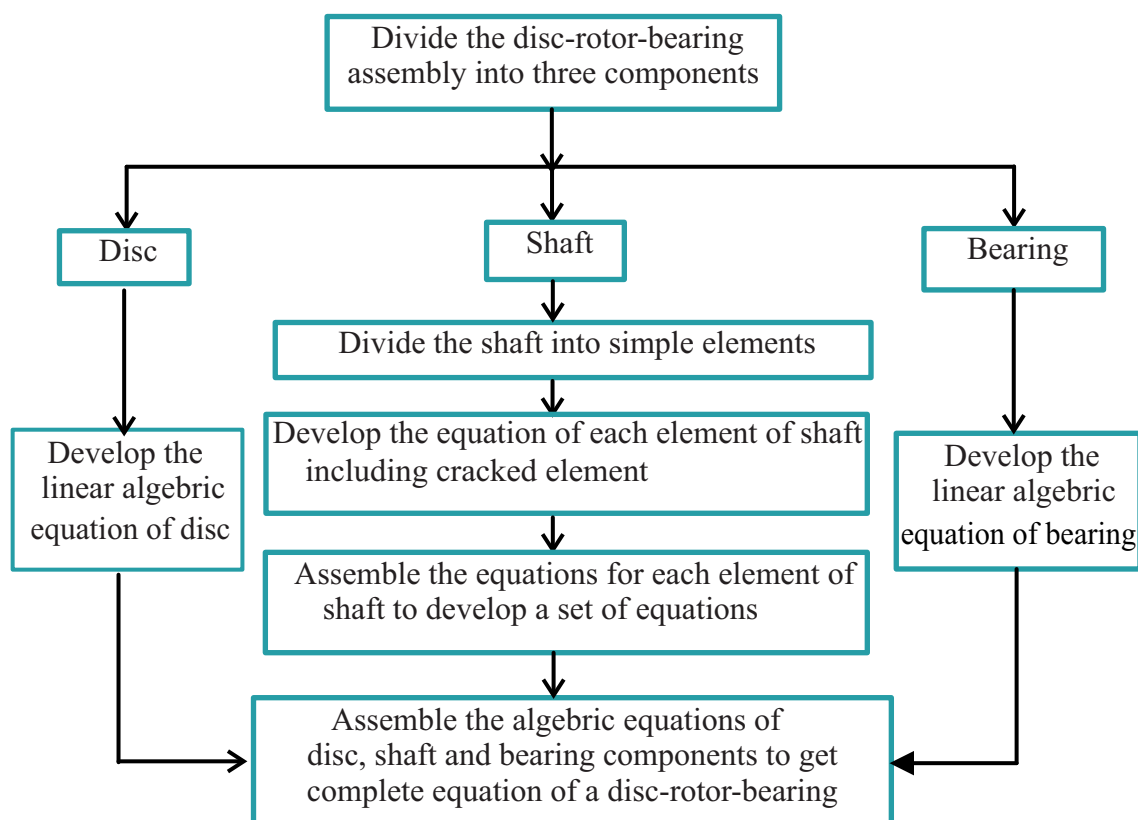 Divide the disc-rotor-bearing
assembly into three components
Disc
Shaft
Bearing
Divide the shaft into simple elements
Develop the equation of each element of shaft
including cracked element
Develop the
linear algebric
equation of disc
Develop the
linear algebric
equation of bearing
Assemble the equations for each element of
shaft to develop a set of equations
Assemble the algebric equations of
disc, shaft and bearing components to get
complete equation of a disc-rotor-bearing